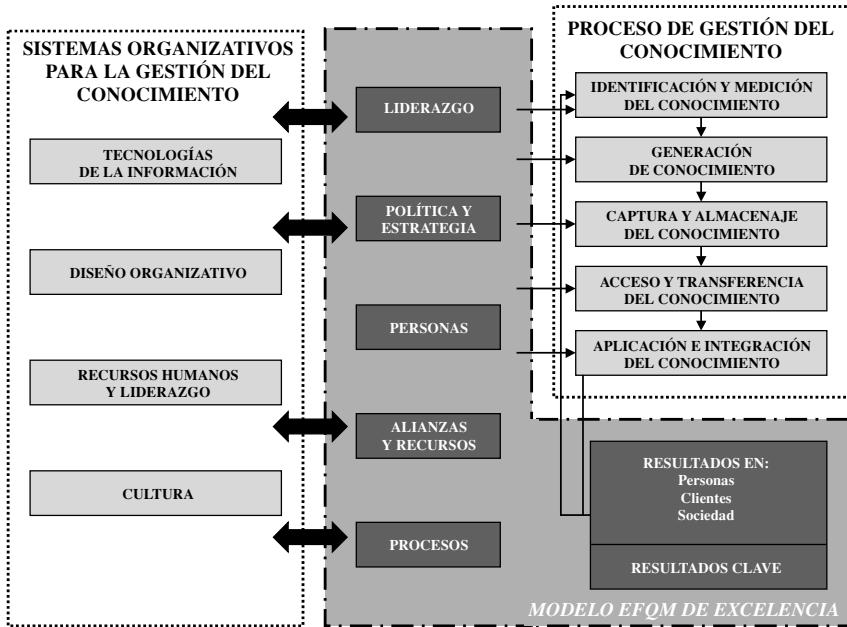 SISTEMAS ORGANIZATIVOS
PARA LA GESTIÓN DEL
CONOCIMIENTO
TECNOLOGÍAS
DE LA INFORMACIÓN
DISEÑO ORGANIZATIVO
RECURSOS HUMANOS
Y LIDERAZGO
CULTURA
LIDERAZGO
POLÍTICA Y
ESTRATEGIA
PERSONAS
ALIANZAS
Y RECURSOS
PROCESOS
PROCESO DE GESTIÓN DEL
CONOCIMIENTO
IDENTIFICACIÓN Y MEDICIÓN
DEL CONOCIMIENTO
GENERACIÓN
DE CONOCIMIENTO
CAPTURA Y ALMACENAJE
DEL CONOCIMIENTO
ACCESO Y TRANSFERENCIA
DEL CONOCIMIENTO
APLICACIÓN E INTEGRACIÓN
DEL CONOCIMIENTO
RESULTADOS EN:
Personas
Clientes
Sociedad
RESULTADOS CLAVE
MODELO EFQM DE EXCELENCIA